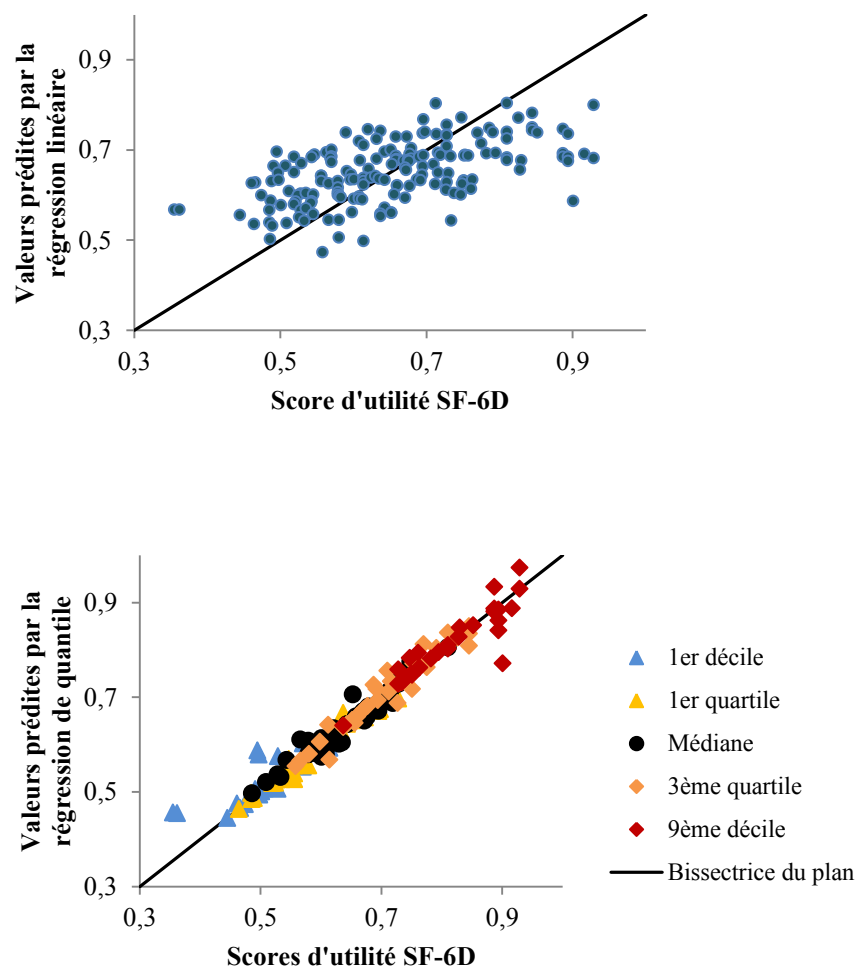 0,9
0,7
0,5
0,3
Valeurs prédites par la
régression linéaire
0,3
0,5
0,7
0,9
Score d'utilité SF-6D
0,9
0,7
0,5
0,3
Valeurs prédites par la
régression de quantile
0,3
0,5
0,7
0,9
Scores d'utilité SF-6D
1er décile
1er quartile
Médiane
3ème quartile
9ème décile
Bissectrice du plan